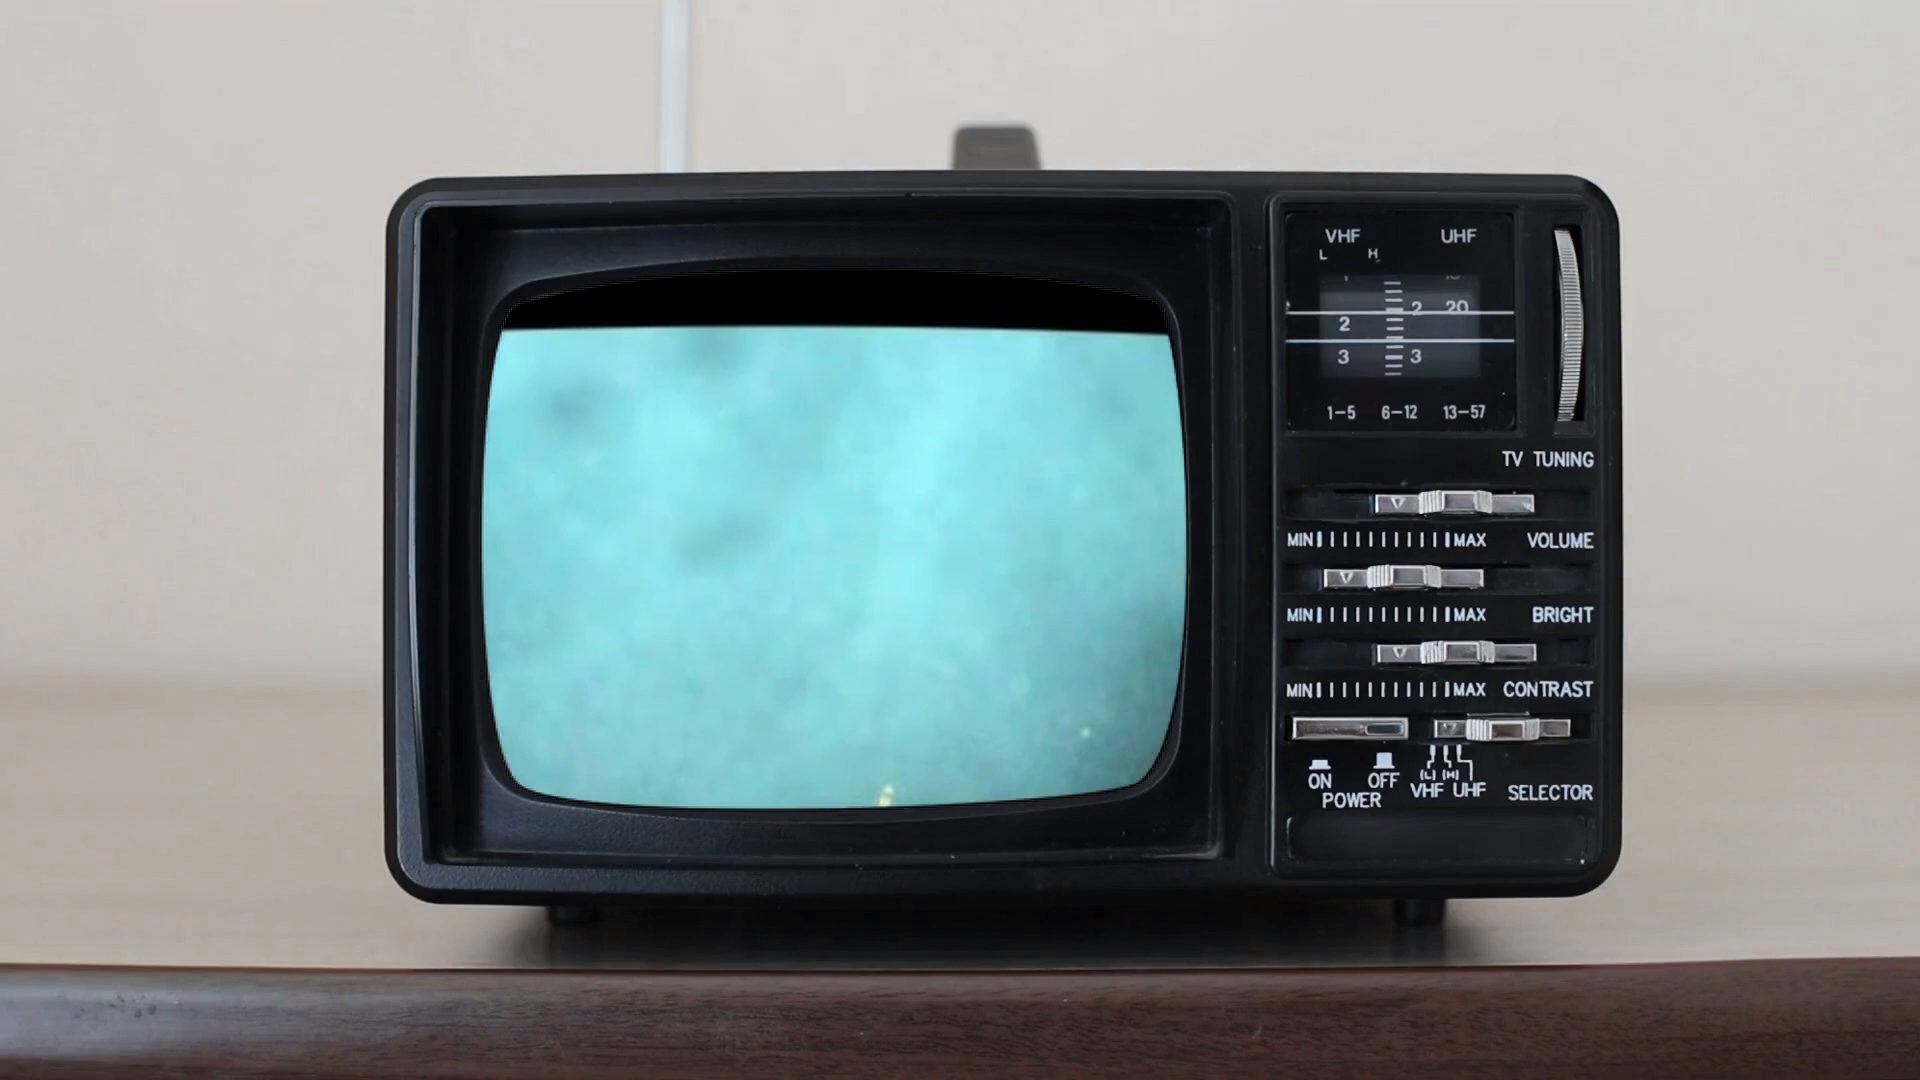 VHF UHF
L H
2 20
2
3 3
1-5 6-12 13-57
TV TUNING
MIN MAX VOLUME
MIN MAX BRIGHT
MIN MAX CONTRAST
ON OFF (L) (H)
VHF UHF
POWER SELECTOR